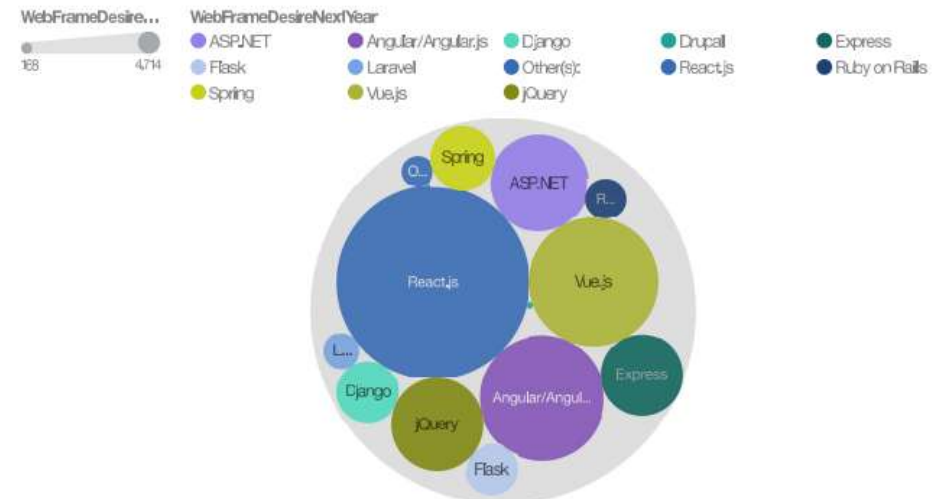 WebFrameDesire... WebFrameDesireNextYear
168 4,714
ASP.NET Angular/Angular.js Django Drupal Express
Flask Laravel Other(s): React.js Ruby on Rails
Spring Vue.js jQuery
Spring
O...
ASP.NET
R...
React.js
Vue.js
L...
Django
Express
Angular/Angul...
jQuery
Flask